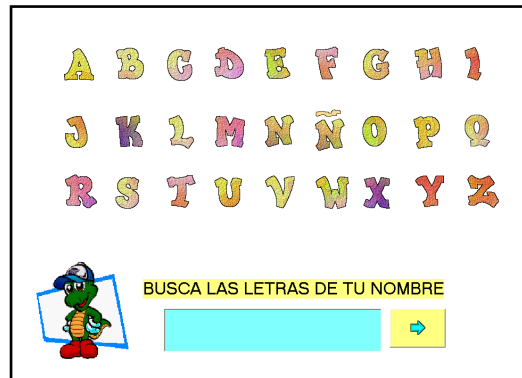 A B C D E F G H I
J K L M N Ñ O P Q
R S T U V W X Y Z
BUSCA LAS LETRAS DE TU NOMBRE